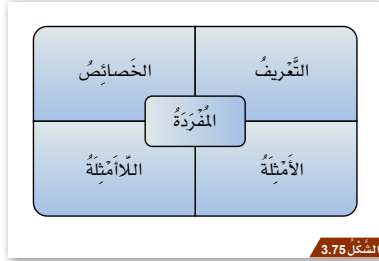 التَّعْريفُ
الخَصائِصُ
المُفْرَدَةُ
الأَمْثِلَةُ
اللّاأَمْثِلَةُ
الشَّكْلُ 3.75